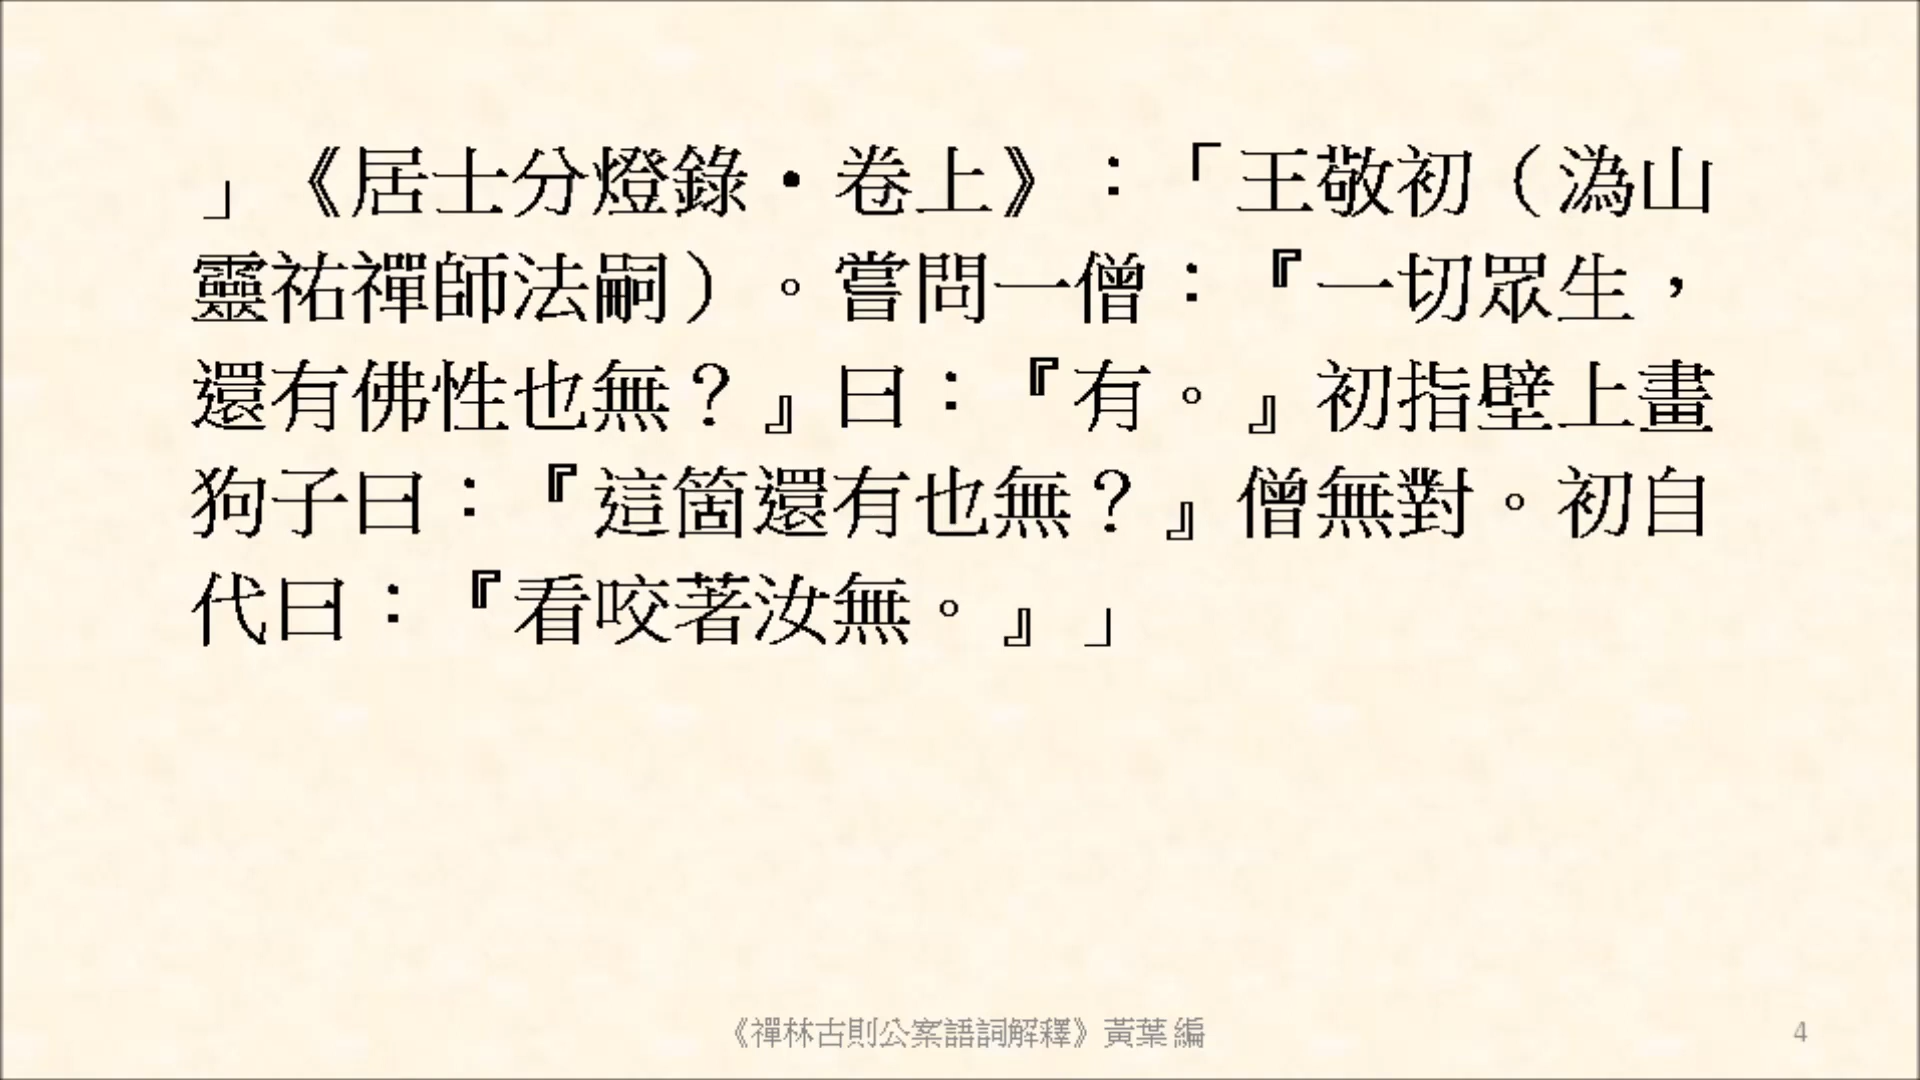 」《居士分燈錄・卷上》：「王敬初（溈山
靈祐禪師法嗣）。嘗問一僧：『一切眾生，
還有佛性也無？』曰：『有。』初指壁上畫
狗子曰：『這箇還有也無？』僧無對。初自
代曰：『看咬著汝無。』」
《禪林古則公案語詞解釋》黃葉 編
4